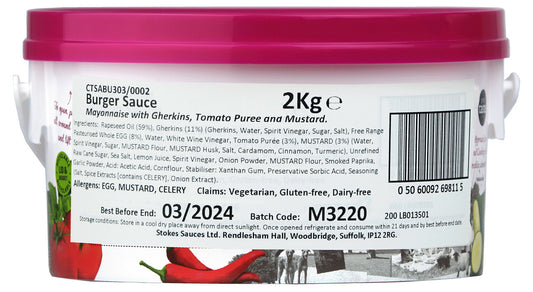 CTSABU303/0002
Burger Sauce
2Kg ℮
Mayonnaise with Gherkins, Tomato Puree and Mustard.
Ingredients: Rapeseed Oil (59%), Gherkins (11%) (Gherkins, Water, Spirit Vinegar, Sugar, Salt), Free Range
Pasteurised Whole EGG (8%), Water, White Wine Vinegar, Tomato Purée (3%), MUSTARD (3%) (Water,
Spirit Vinegar, Sugar, MUSTARD Flour, MUSTARD Husk, Salt, Cardamom, Cinnamon, Turmeric), Unrefined
Raw Cane Sugar, Sea Salt, Lemon Juice, Spirit Vinegar, Onion Powder, MUSTARD Flour, Smoked Paprika,
Garlic Powder, Acid: Acetic Acid, Cornflour, Stabiliser: Xanthan Gum, Preservative Sorbic Acid, Seasoning
(Salt, Spice Extracts [contains CELERY], Onion Extract).
Allergens: EGG, MUSTARD, CELERY Claims: Vegetarian, Gluten-free, Dairy-free
0 50 60092 69811 5
Best Before End: 03/2024 Batch Code: M3220 200 LB013S01
Storage conditions: Store in a cool dry place away from direct sunlight. Once opened refrigerate and consume within 21 days and by best before end date.
Stokes Sauces Ltd. Rendlesham Hall, Woodbridge, Suffolk, IP12 2RG.